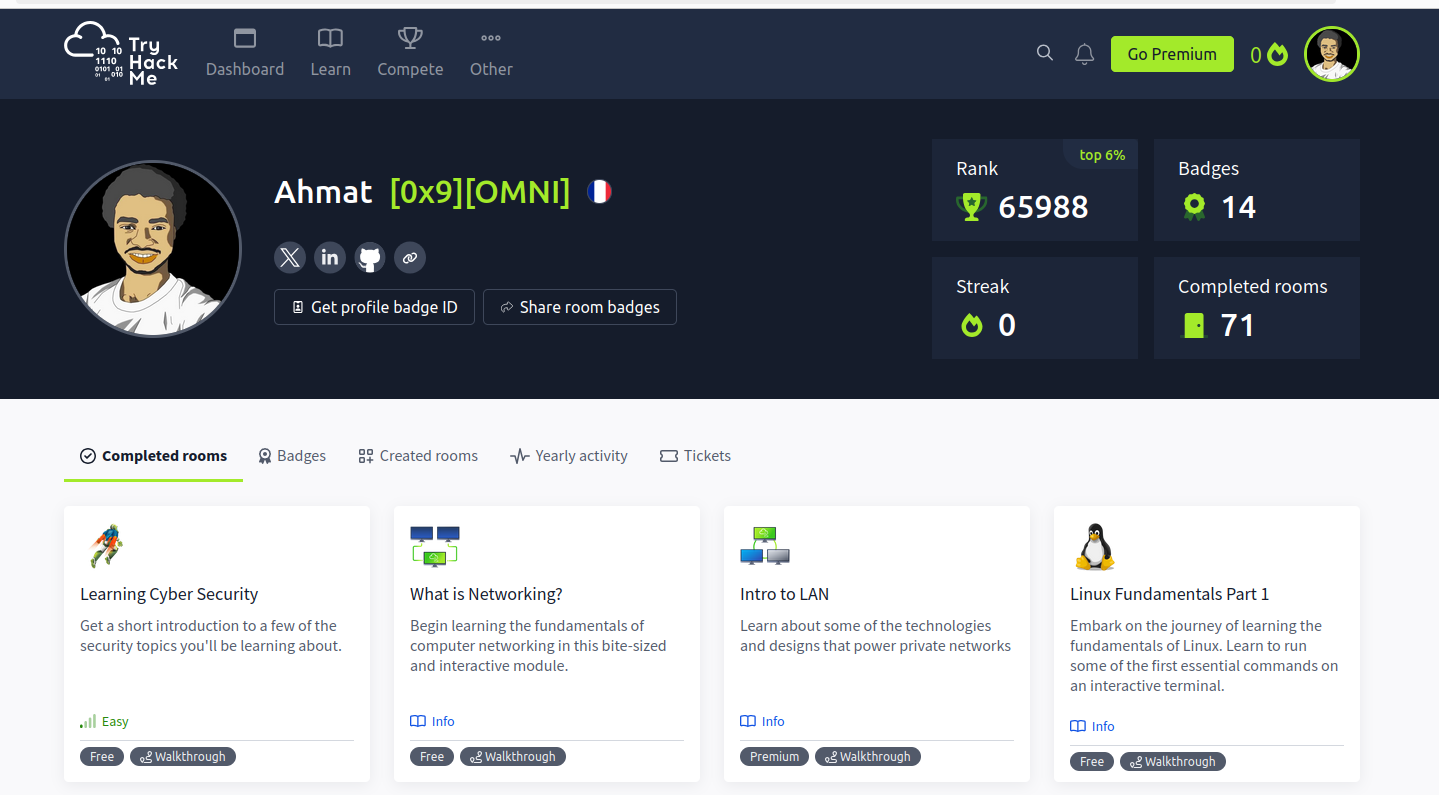 Try
Hack
Me
10 10
1110
0101 01
01 010
01
Dashboard
Learn
Compete
Other
Go Premium
0
Ahmat [0x9][OMNI]
Get profile badge ID
Share room badges
Rank
top 6%
65988
Badges
14
Streak
0
Completed rooms
71
Completed rooms
Badges
Created rooms
Yearly activity
Tickets
Learning Cyber Security
Get a short introduction to a few of the
security topics you'll be learning about.
Easy
Free
Walkthrough
What is Networking?
Begin learning the fundamentals of
computer networking in this bite-sized
and interactive module.
Info
Free
Walkthrough
Intro to LAN
Learn about some of the technologies
and designs that power private networks
Info
Premium
Walkthrough
Linux Fundamentals Part 1
Embark on the journey of learning the
fundamentals of Linux. Learn to run
some of the first essential commands on
an interactive terminal.
Info
Free
Walkthrough